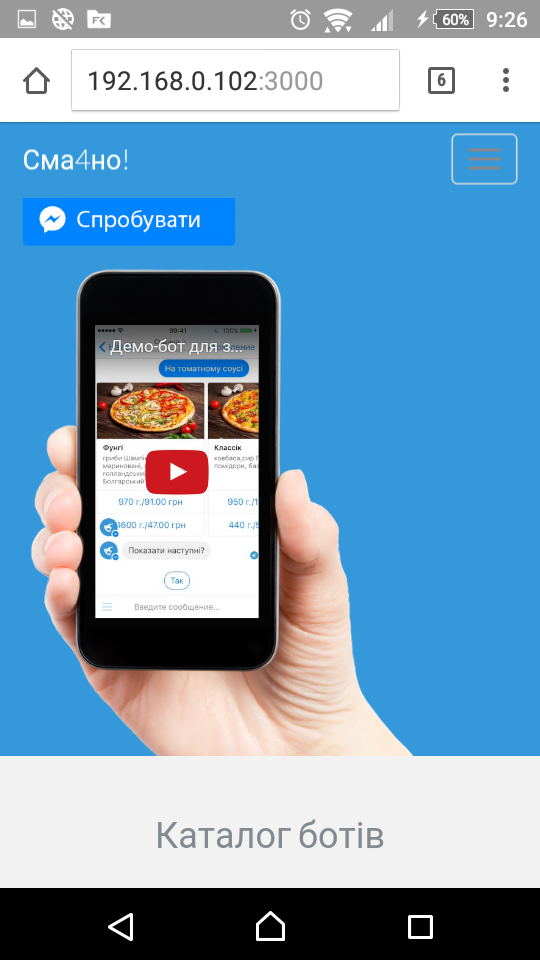 60% 9:26
192.168.0.102:3000 6
Сма4но!
Спробувати
09:41 100%
Демо-бот для з...
На томатному соусі
Фунгі Классік
гриби Шампін
мариновані,
голландський
Болгарський
ковбаса,сир
помідори, ба
970 г./91.00 грн 950 г./1
1600 г./47.00 грн 440 г./5
Показати наступні?
Так
Введите сообщение...
Каталог ботів